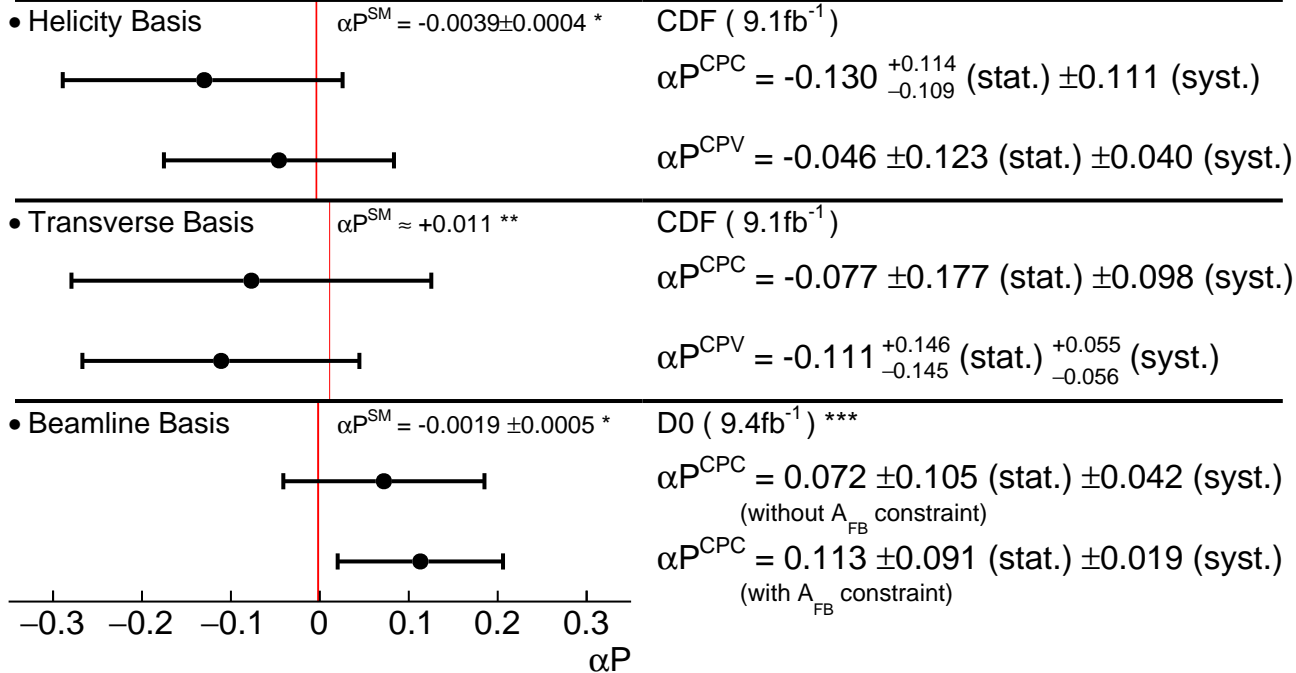 • Helicity Basis αP^SM = -0.0039±0.0004 * CDF ( 9.1fb^-1)
αP^CPC = -0.130 +0.114 −0.109 (stat.) ±0.111 (syst.)
αP^CPV = -0.046 ±0.123 (stat.) ±0.040 (syst.)
• Transverse Basis αP^SM ≈ +0.011 ** CDF ( 9.1fb^-1)
αP^CPC = -0.077 ±0.177 (stat.) ±0.098 (syst.)
αP^CPV = -0.111 +0.146 −0.145 (stat.) +0.055 −0.056 (syst.)
• Beamline Basis αP^SM = -0.0019 ±0.0005 * D0 ( 9.4fb^-1) ***
αP^CPC = 0.072 ±0.105 (stat.) ±0.042 (syst.)
(without A_FB constraint)
αP^CPC = 0.113 ±0.091 (stat.) ±0.019 (syst.)
(with A_FB constraint)
−0.3 −0.2 −0.1 0 0.1 0.2 0.3
αP